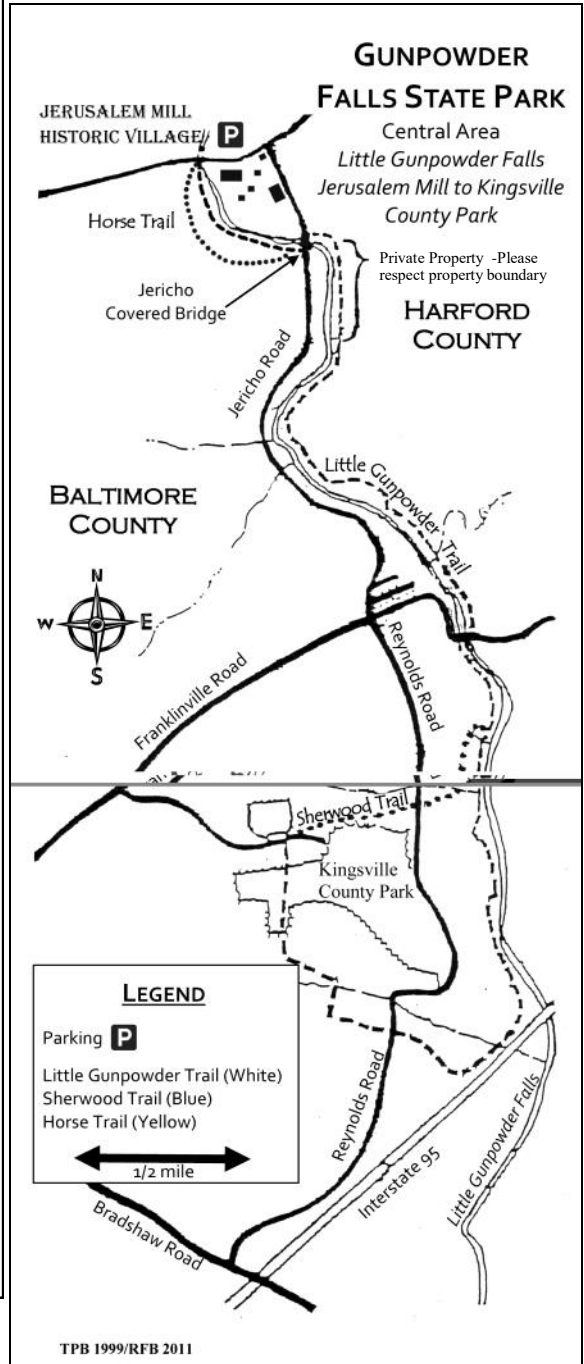 GUNPOWDER
FALLS STATE PARK
Central Area
Little Gunpowder Falls
Jerusalem Mill to Kingsville
County Park
JERUSALEM MILL
HISTORIC VILLAGE
P
Horse Trail
Private Property -Please
respect property boundary
Jericho
Covered Bridge
HARFORD
COUNTY
Jericho Road
Little Gunpowder Trail
BALTIMORE
COUNTY
N
W E
S
Reynolds Road
Franklinville Road
Sherwood Trail
Kingsville
County Park
LEGEND
Parking P
Little Gunpowder Trail (White)
Sherwood Trail (Blue)
Horse Trail (Yellow)
1/2 mile
Reynolds Road
Interstate 95
Little Gunpowder Falls
Bradshaw Road
TPB 1999/RFB 2011